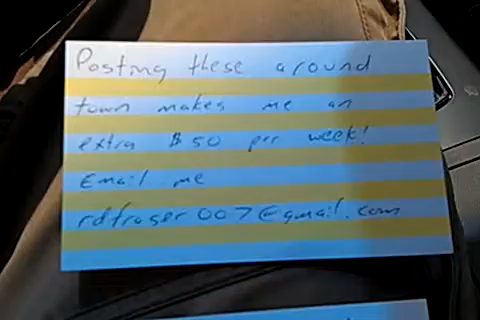 Posting these around
town makes me an
extra $50 per week!
Email me
rdfraser007@gmail.com